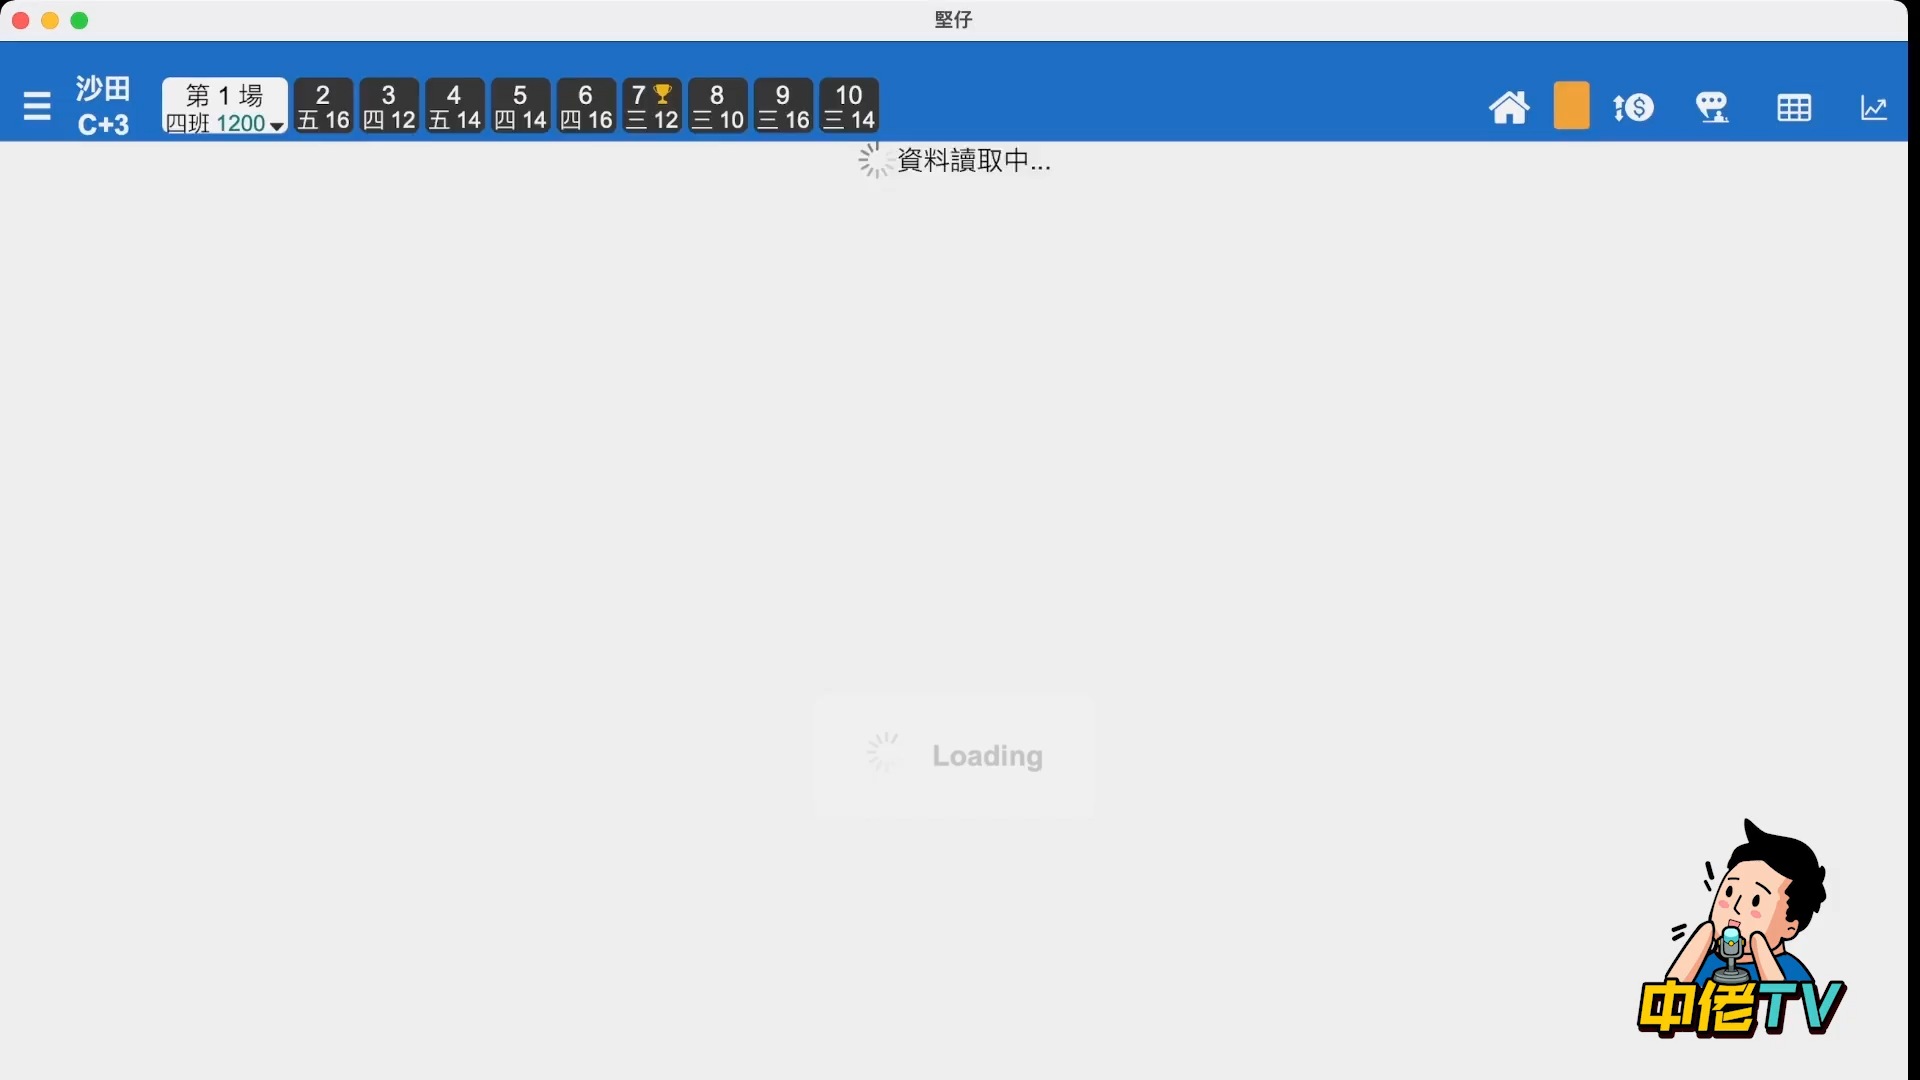 堅仔
沙田
C+3
第 1 場
四班 1200
2
五 16
3
四 12
4
五 14
5
四 14
6
四 16
7
三 12
8
三 10
9
三 16
10
三 14
資料讀取中...
Loading
中佬TV